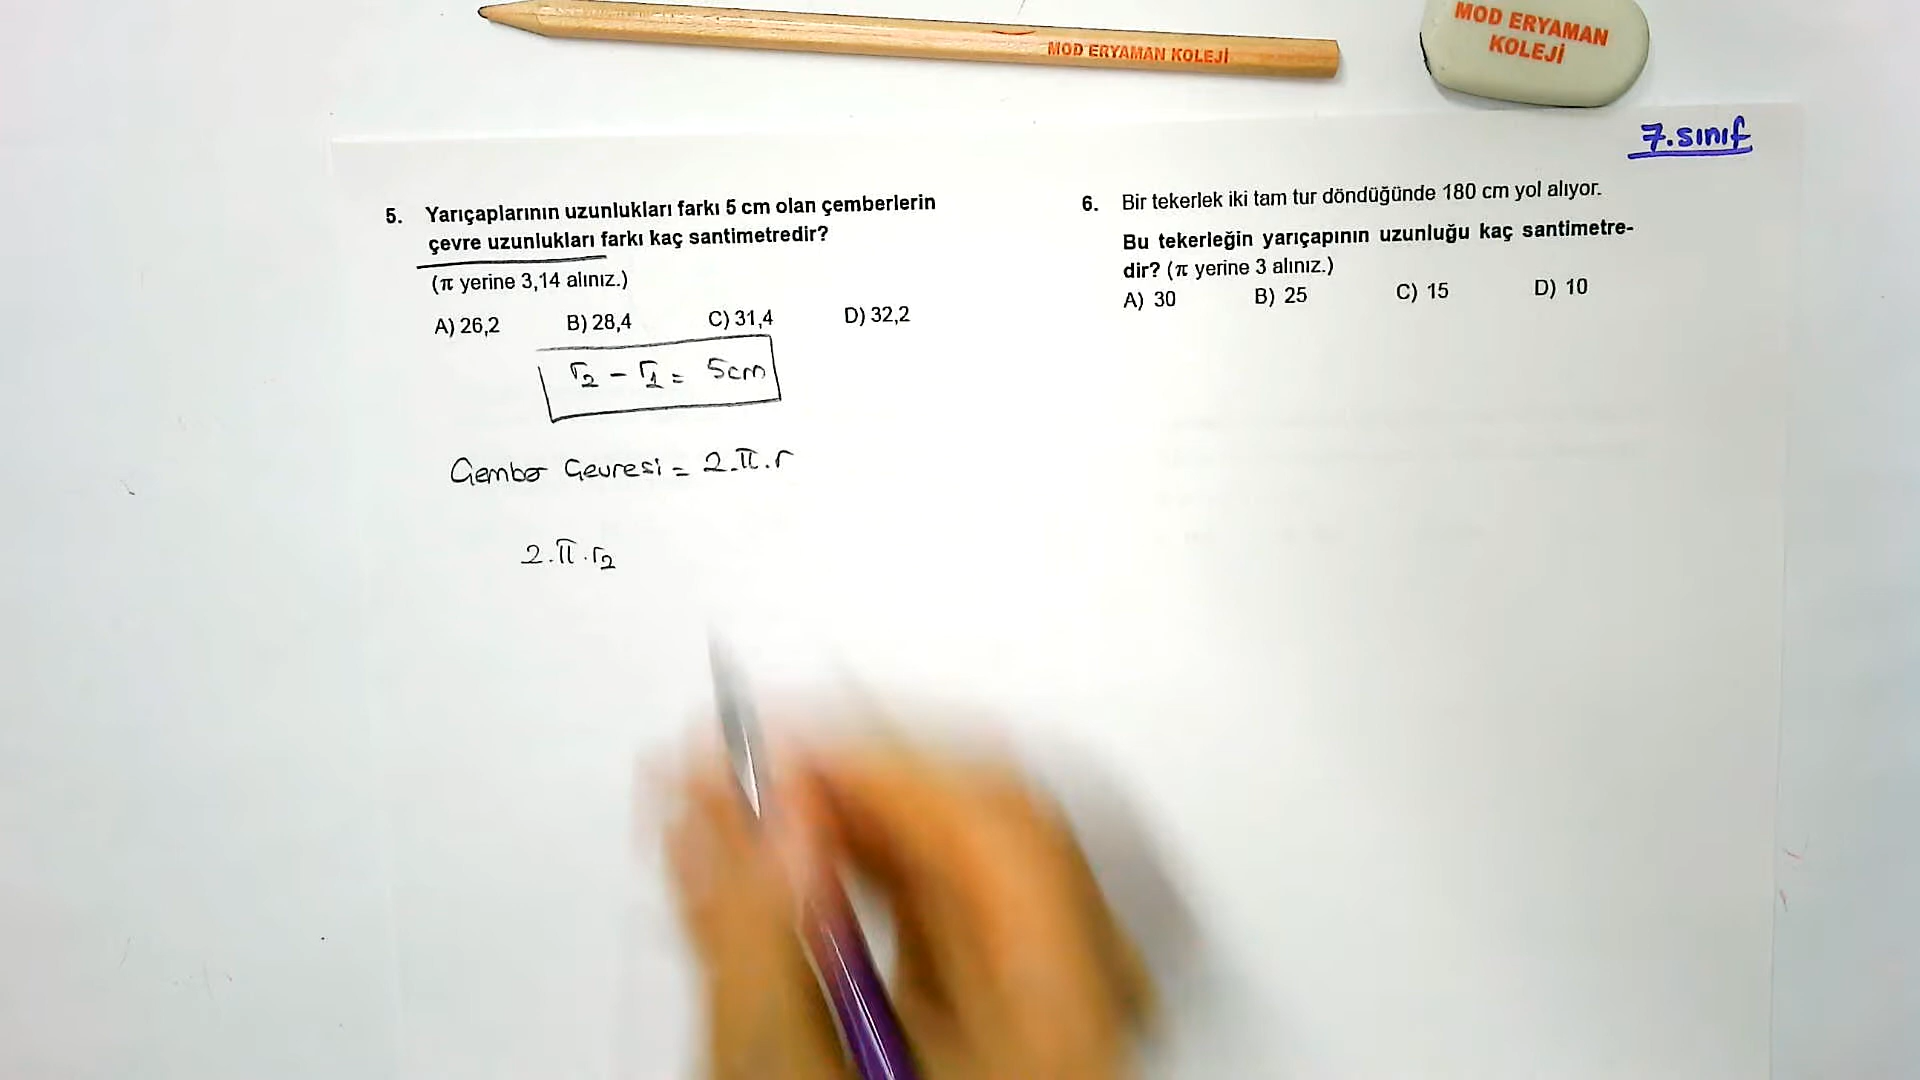 MOD ERYAMAN KOLEJİ
MOD ERYAMAN
KOLEJİ
7.sınıf
5. Yarıçaplarının uzunlukları farkı 5 cm olan çemberlerin
çevre uzunlukları farkı kaç santimetredir?
(π yerine 3,14 alınız.)
A) 26,2 B) 28,4 C) 31,4 D) 32,2
r₂ - r₁ = 5cm
Çember Çevresi = 2.π.r
2.π.r₂
6. Bir tekerlek iki tam tur döndüğünde 180 cm yol alıyor.
Bu tekerleğin yarıçapının uzunluğu kaç santimetre-
dir? (π yerine 3 alınız.)
A) 30 B) 25 C) 15 D) 10